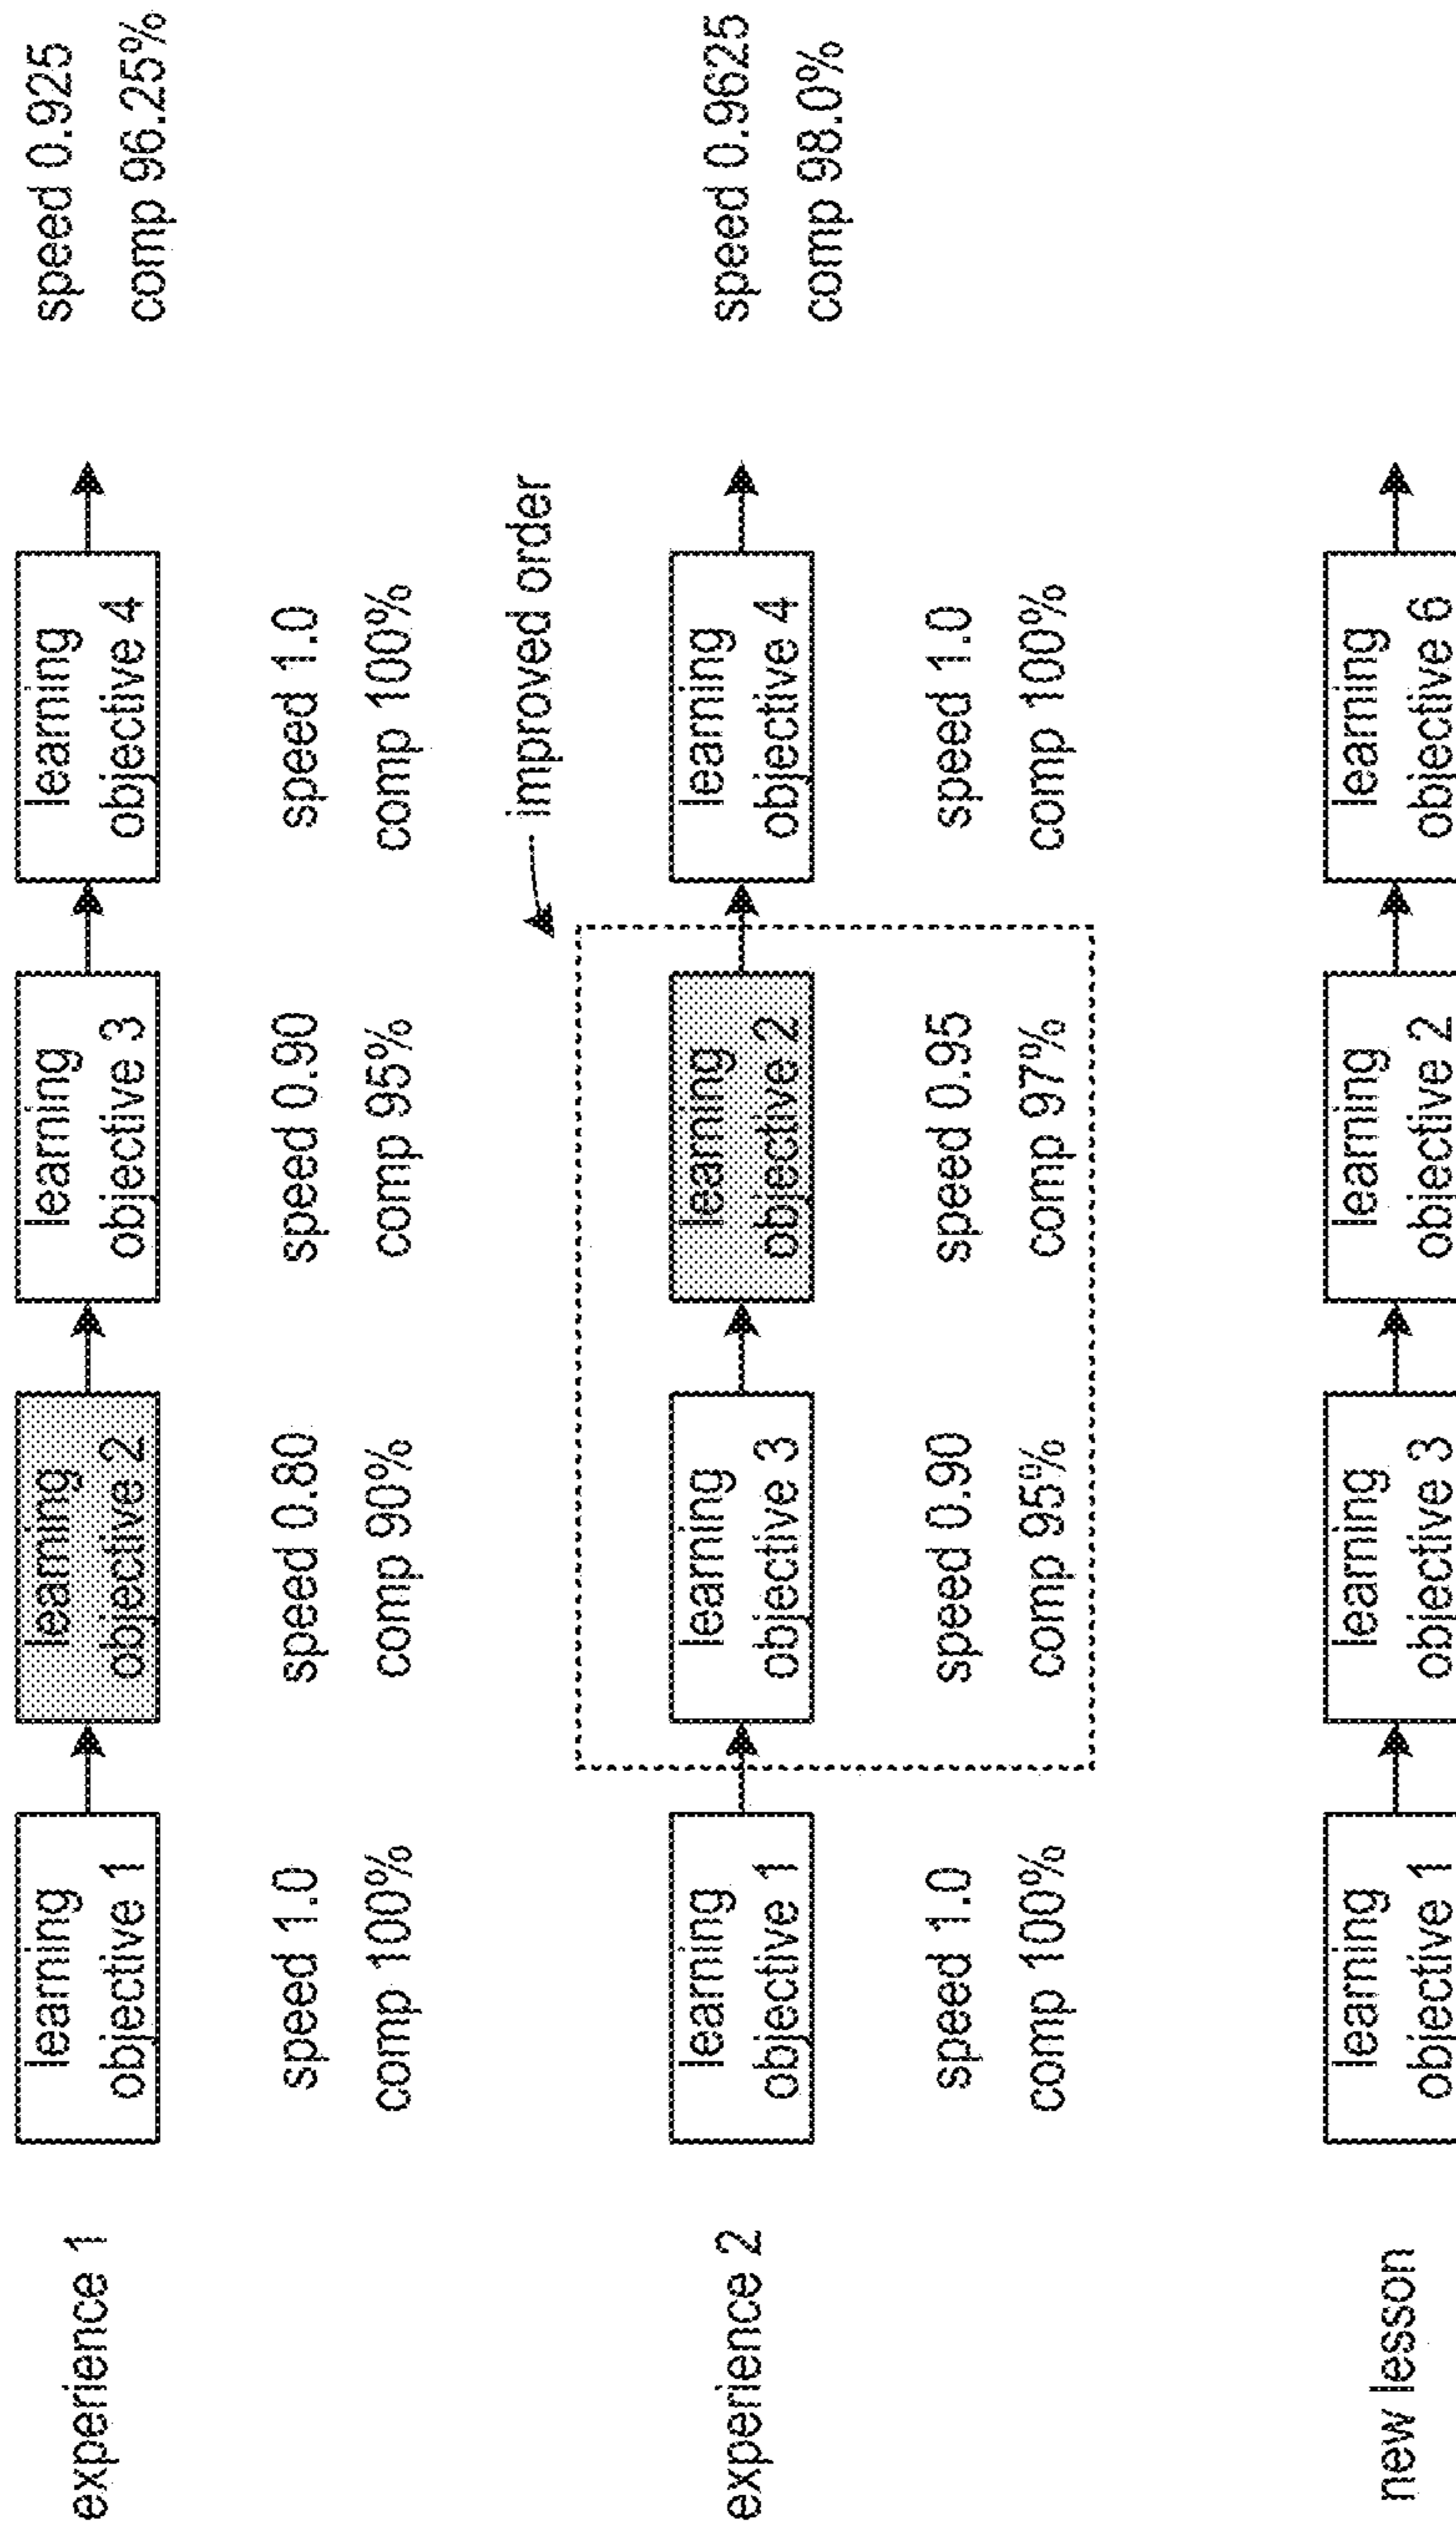 experience 1
learning
objective 1
learning
objective 2
learning
objective 3
learning
objective 4
speed 0.925
comp 96.25%
speed 1.0
comp 100%
speed 0.80
comp 90%
speed 0.90
comp 95%
speed 1.0
comp 100%
improved order
experience 2
learning
objective 1
learning
objective 3
learning
objective 2
learning
objective 4
speed 0.9625
comp 98.0%
speed 1.0
comp 100%
speed 0.90
comp 95%
speed 0.95
comp 97%
speed 1.0
comp 100%
new lesson
learning
objective 1
learning
objective 3
learning
objective 2
learning
objective 6